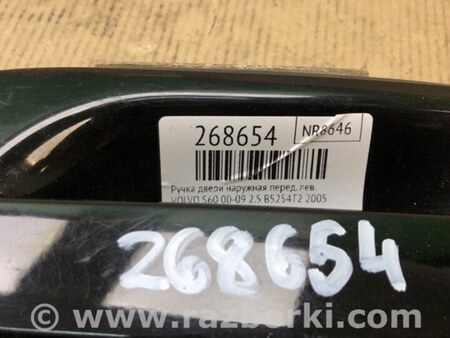 268654
NR8646
Ручка двери наружная перед. лев.
VOLVO S60 00-09 2.5 B5254T2 2005
268654
© www.razborki.com